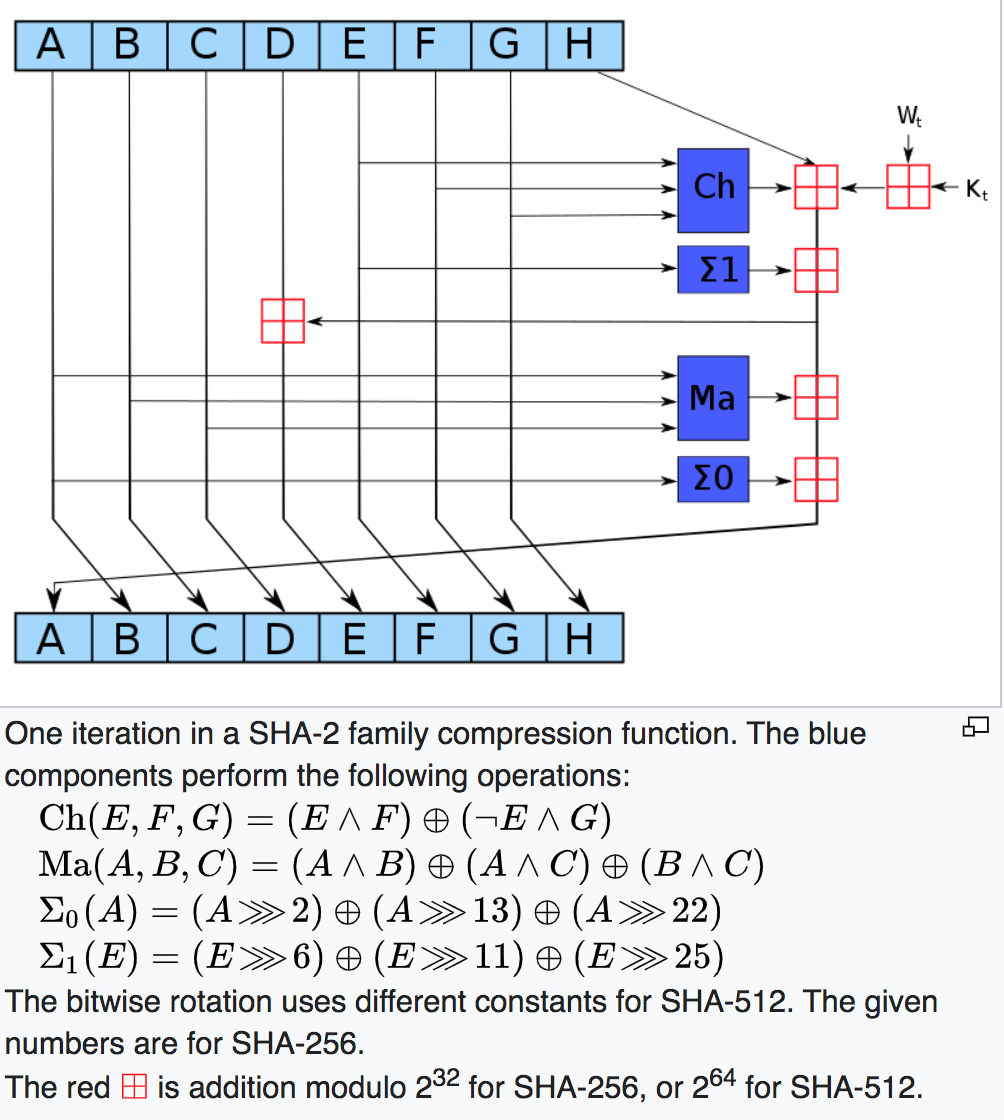 A B C D E F G H
Wt
Ch
Kt
Σ1
Ma
Σ0
A B C D E F G H
One iteration in a SHA-2 family compression function. The blue
components perform the following operations:
Ch(E, F, G) = (E ∧ F) ⊕ (¬E ∧ G)
Ma(A, B, C) = (A ∧ B) ⊕ (A ∧ C) ⊕ (B ∧ C)
Σ₀(A) = (A⋙2) ⊕ (A⋙13) ⊕ (A⋙22)
Σ₁(E) = (E⋙6) ⊕ (E⋙11) ⊕ (E⋙25)
The bitwise rotation uses different constants for SHA-512. The given
numbers are for SHA-256.
The red ⊞ is addition modulo 2³² for SHA-256, or 2⁶⁴ for SHA-512.